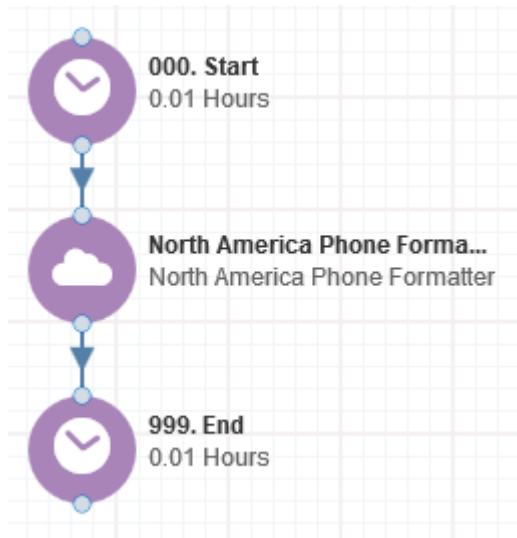 000. Start
0.01 Hours
North America Phone Forma...
North America Phone Formatter
999. End
0.01 Hours